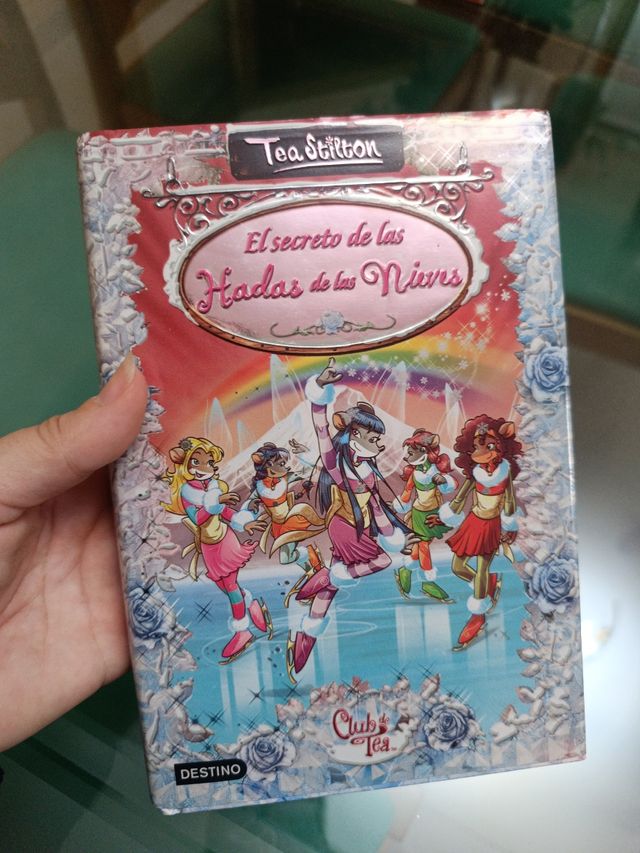 Tea Stilton
El secreto de las
Hadas de las Nieves
Club de
Tea
DESTINO